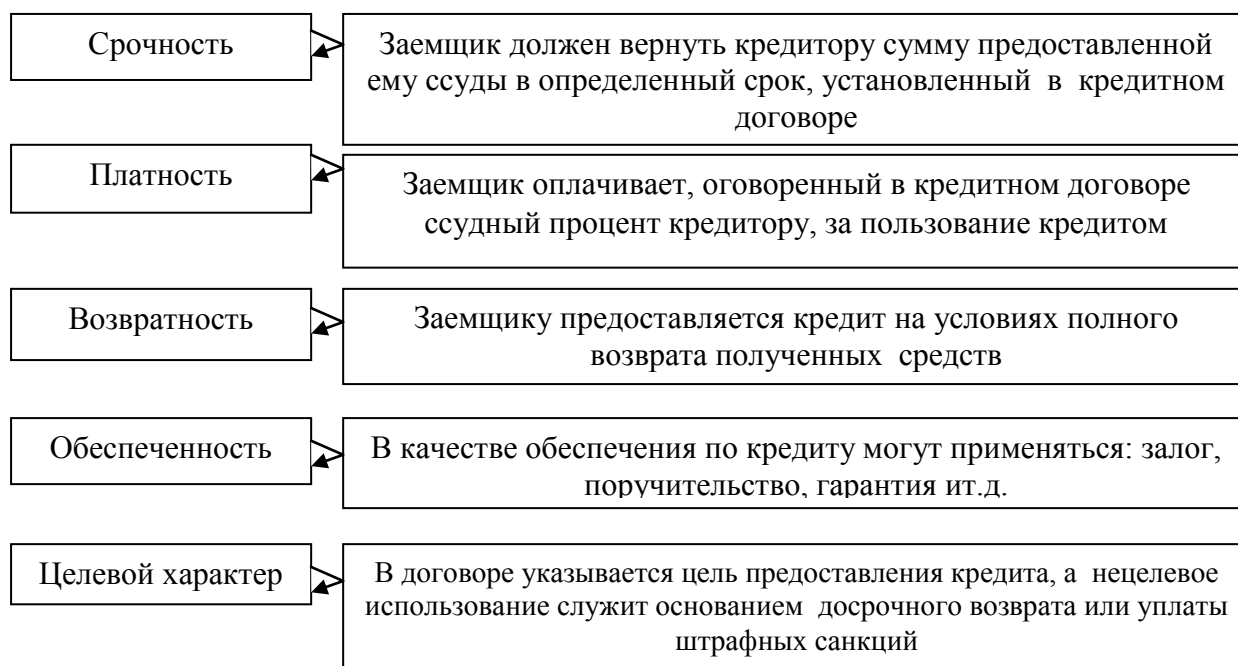 Срочность
Заемщик должен вернуть кредитору сумму предоставленной
ему ссуды в определенный срок, установленный в кредитном
договоре
Платность
Заемщик оплачивает, оговоренный в кредитном договоре
ссудный процент кредитору, за пользование кредитом
Возвратность
Заемщику предоставляется кредит на условиях полного
возврата полученных средств
Обеспеченность
В качестве обеспечения по кредиту могут применяться: залог,
поручительство, гарантия ит.д.
Целевой характер
В договоре указывается цель предоставления кредита, а нецелевое
использование служит основанием досрочного возврата или уплаты
штрафных санкций